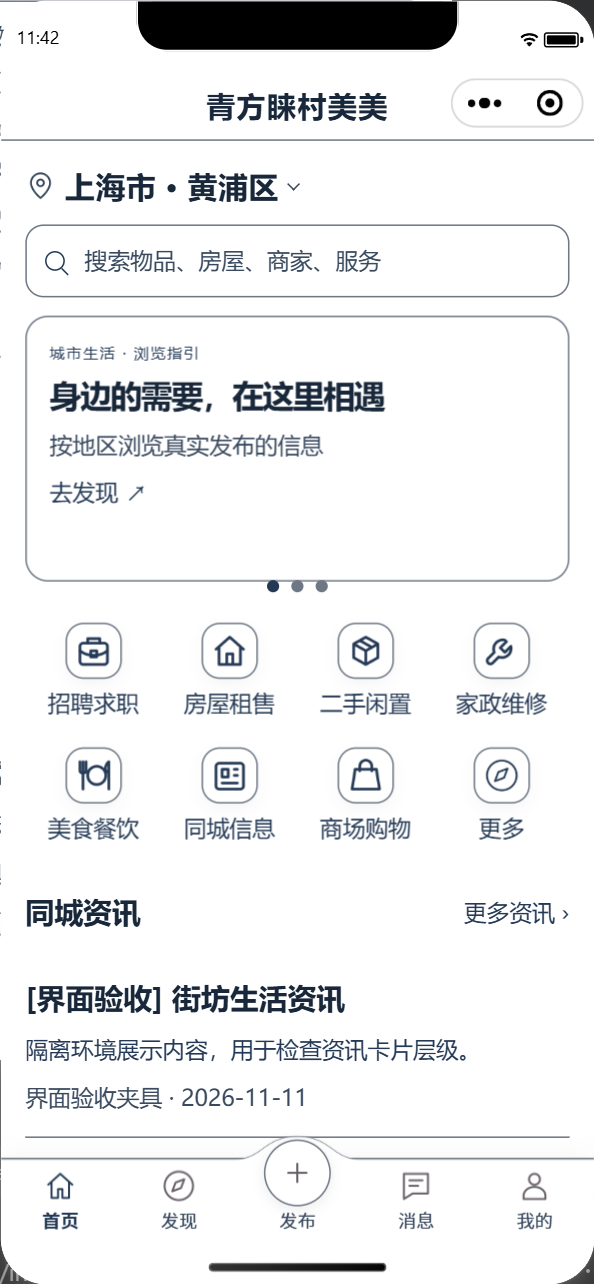 11:42
青方睐村美美
上海市 • 黄浦区
搜索物品、房屋、商家、服务
城市生活 · 浏览指引
身边的需要，在这里相遇
按地区浏览真实发布的信息
去发现 ↗
招聘求职 房屋租售 二手闲置 家政维修
美食餐饮 同城信息 商场购物 更多
同城资讯 更多资讯 ›
[界面验收] 街坊生活资讯
隔离环境展示内容，用于检查资讯卡片层级。
界面验收夹具 · 2026-11-11
首页 发现 发布 消息 我的